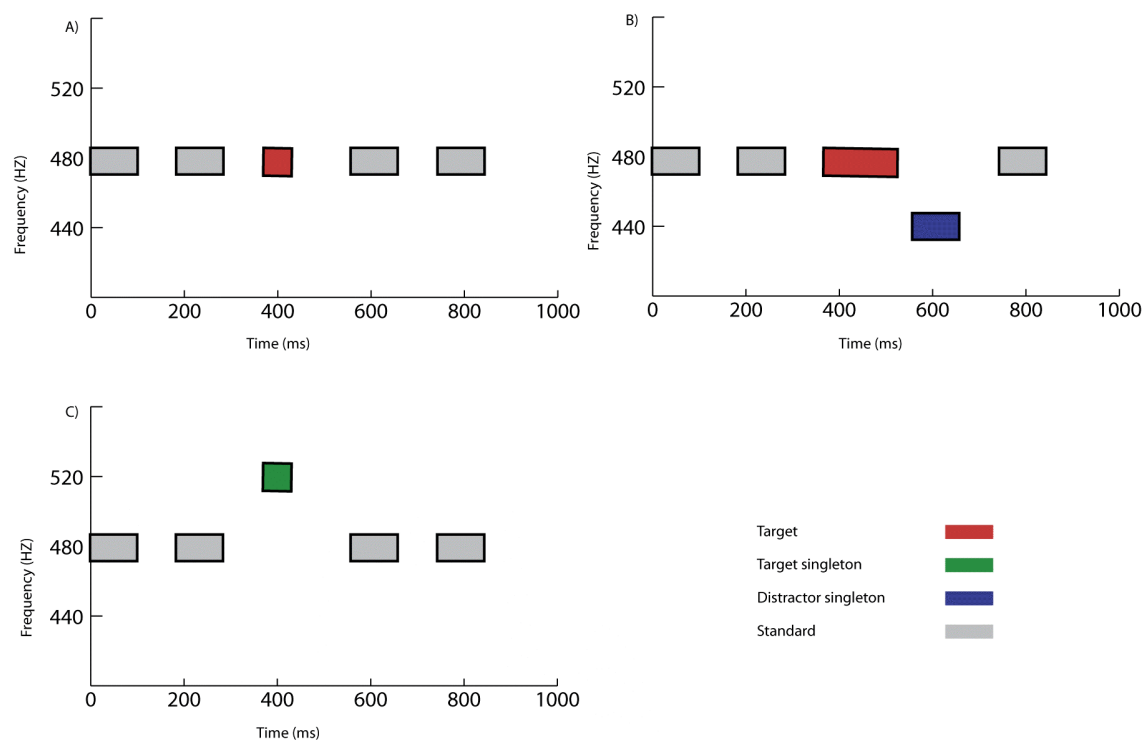 A)
520
480
440
Frequency (HZ)
0 200 400 600 800 1000
Time (ms)
B)
520
480
440
Frequency (HZ)
0 200 400 600 800 1000
Time (ms)
C)
520
480
440
Frequency (HZ)
0 200 400 600 800 1000
Time (ms)
Target
Target singleton
Distractor singleton
Standard